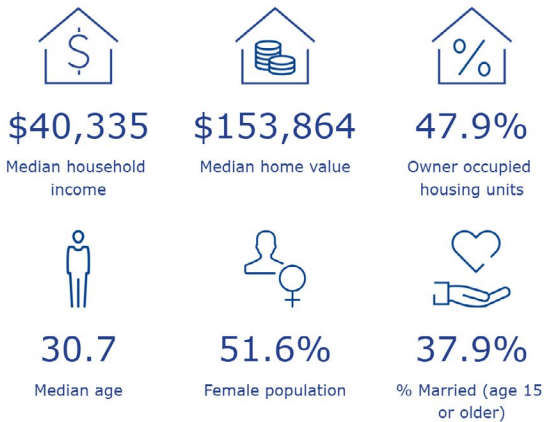 $
%
$40,335
$153,864
47.9%
Median household
income
Median home value
Owner occupied
housing units
30.7
51.6%
37.9%
Median age
Female population
% Married (age 15
or older)